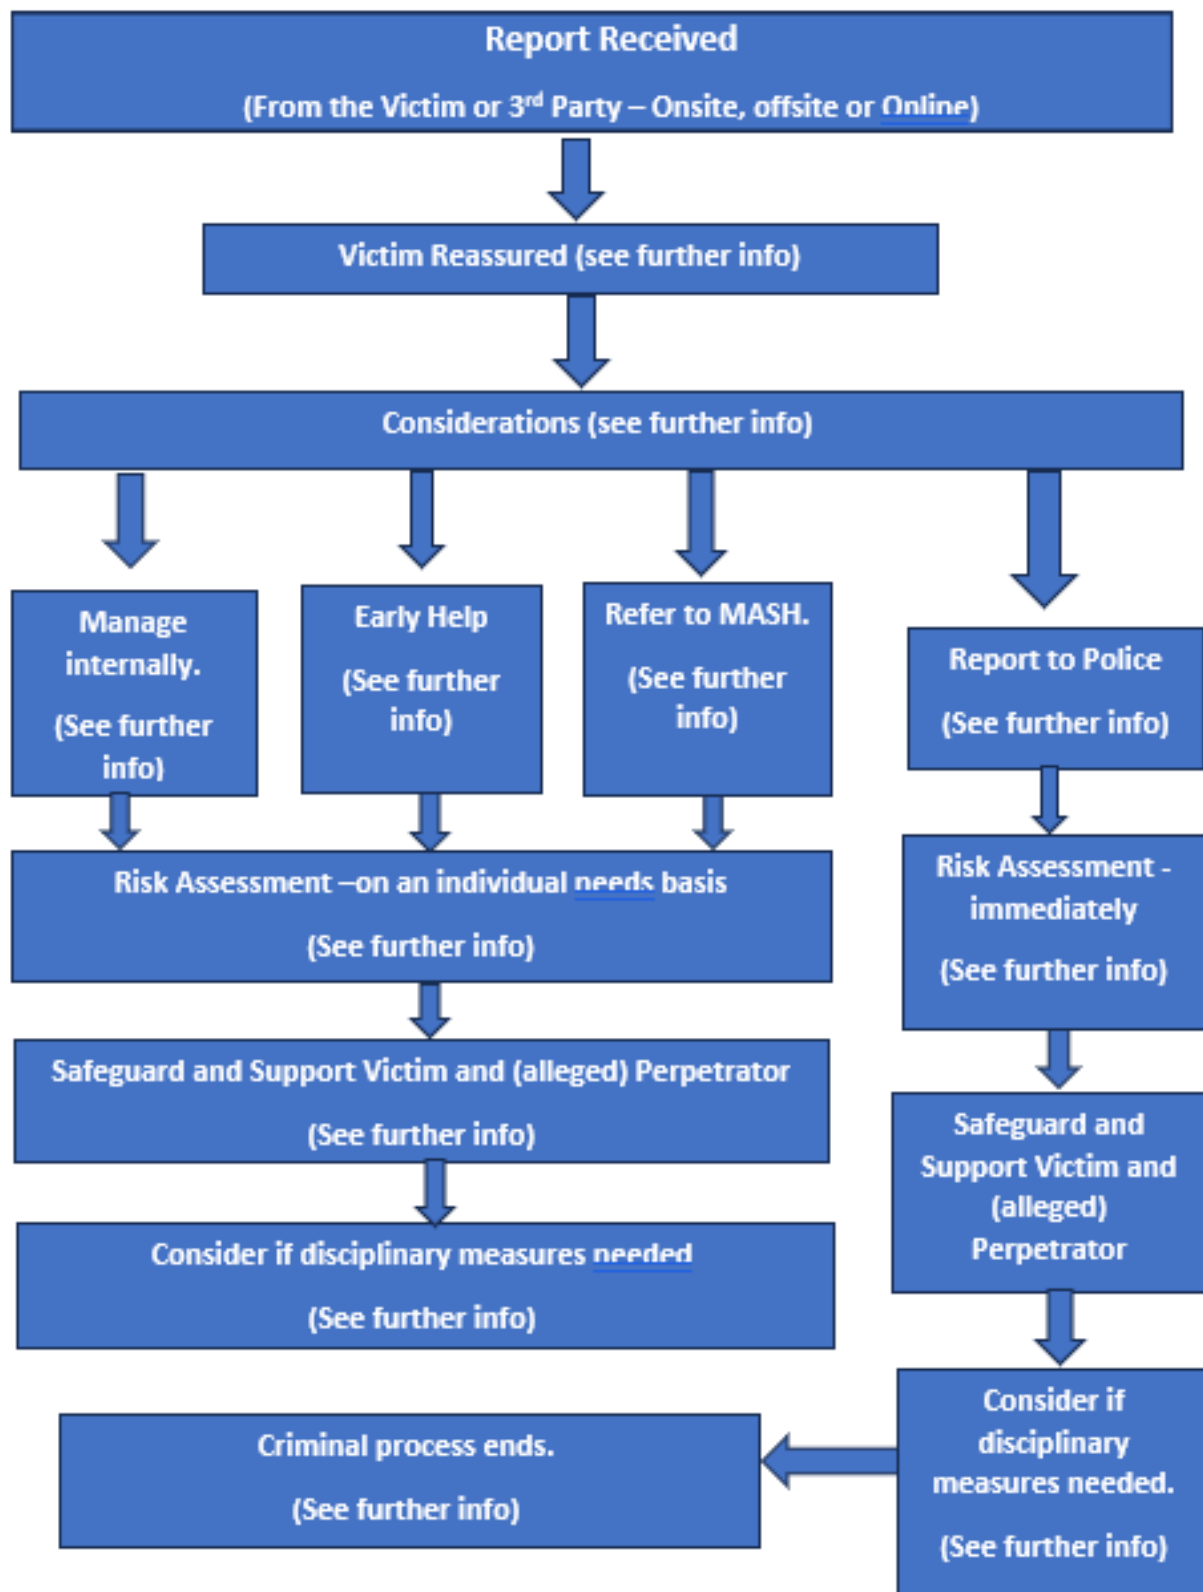 Report Received
(From the Victim or 3rd Party – Onsite, offsite or Online)
Victim Reassured (see further info)
Considerations (see further info)
Manage
internally.
(See further
info)
Early Help
(See further
info)
Refer to MASH.
(See further
info)
Report to Police
(See further info)
Risk Assessment –on an individual needs basis
(See further info)
Risk Assessment -
immediately
(See further info)
Safeguard and Support Victim and (alleged) Perpetrator
(See further info)
Safeguard and
Support Victim and
(alleged)
Perpetrator
Consider if disciplinary measures needed
(See further info)
Consider if
disciplinary
measures needed.
(See further info)
Criminal process ends.
(See further info)